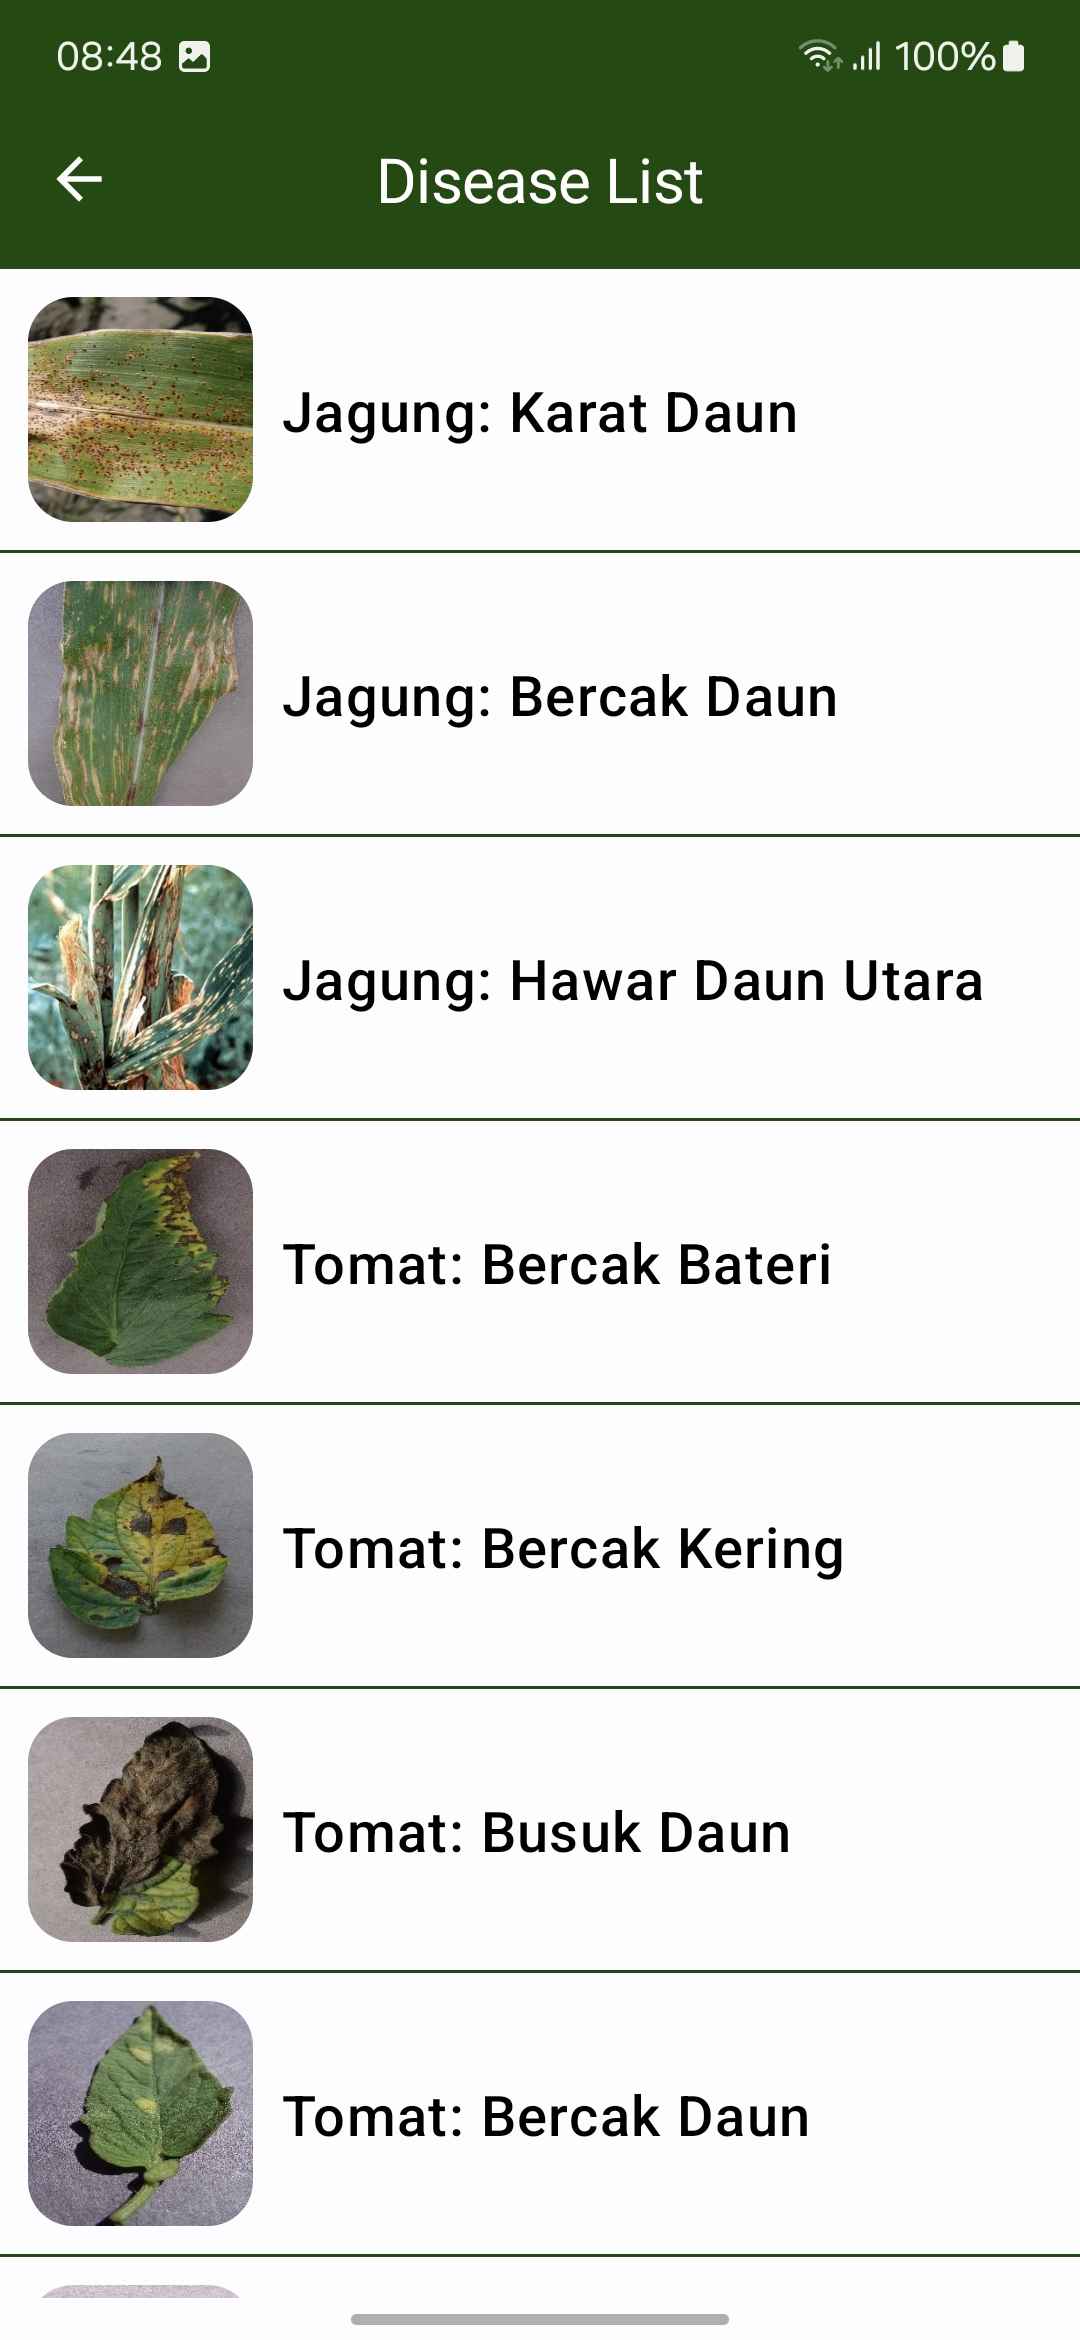 08:48
100%
Disease List
Jagung: Karat Daun
Jagung: Bercak Daun
Jagung: Hawar Daun Utara
Tomat: Bercak Bateri
Tomat: Bercak Kering
Tomat: Busuk Daun
Tomat: Bercak Daun